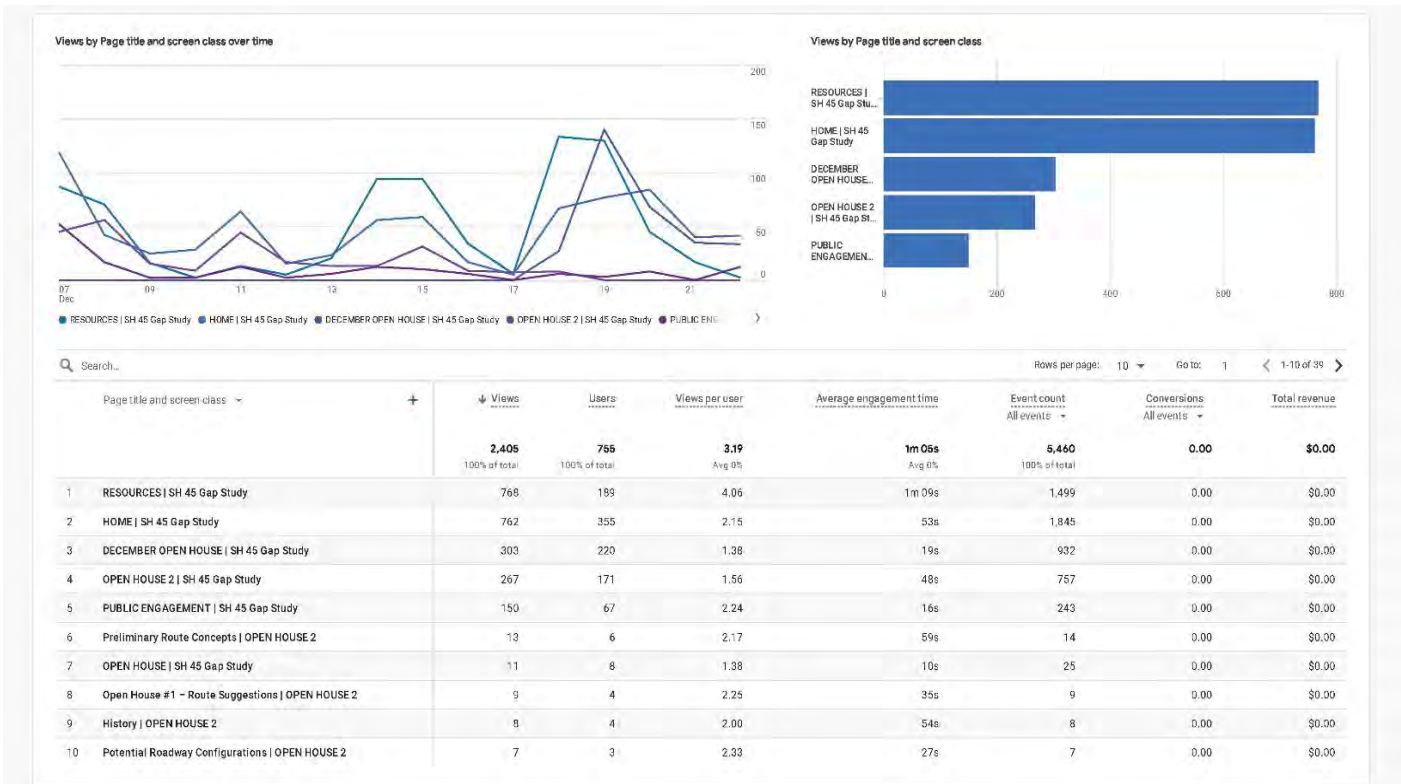 Views by Page title and screen class over time
200
150
100
50
0
07
Dec
09
11
13
15
17
19
21
RESOURCES | SH 45 Gap Study HOME | SH 45 Gap Study DECEMBER OPEN HOUSE | SH 45 Gap Study OPEN HOUSE 2 | SH 45 Gap Study PUBLIC ENG
Views by Page title and screen class
RESOURCES |
SH 45 Gap Stu...
HOME | SH 45
Gap Study
DECEMBER
OPEN HOUSE...
OPEN HOUSE 2
| SH 45 Gap St...
PUBLIC
ENGAGEMEN...
0 200 400 600 800
Search...
Rows per page: 10 Go to: 1 1-10 of 39
Page title and screen class + Views Users Views per user Average engagement time Event count Conversions Total revenue
All events All events
2,405 755 3.19 1m 05s 5,460 0.00 $0.00
100% of total 100% of total Avg 0% Avg 0% 100% of total
1 RESOURCES | SH 45 Gap Study 768 189 4.06 1m 09s 1,499 0.00 $0.00
2 HOME | SH 45 Gap Study 762 355 2.15 53s 1,845 0.00 $0.00
3 DECEMBER OPEN HOUSE | SH 45 Gap Study 303 220 1.38 19s 932 0.00 $0.00
4 OPEN HOUSE 2 | SH 45 Gap Study 267 171 1.56 48s 757 0.00 $0.00
5 PUBLIC ENGAGEMENT | SH 45 Gap Study 150 67 2.24 16s 243 0.00 $0.00
6 Preliminary Route Concepts | OPEN HOUSE 2 13 6 2.17 59s 14 0.00 $0.00
7 OPEN HOUSE | SH 45 Gap Study 11 8 1.38 10s 25 0.00 $0.00
8 Open House #1 – Route Suggestions | OPEN HOUSE 2 9 4 2.25 35s 9 0.00 $0.00
9 History | OPEN HOUSE 2 8 4 2.00 54s 8 0.00 $0.00
10 Potential Roadway Configurations | OPEN HOUSE 2 7 3 2.33 27s 7 0.00 $0.00